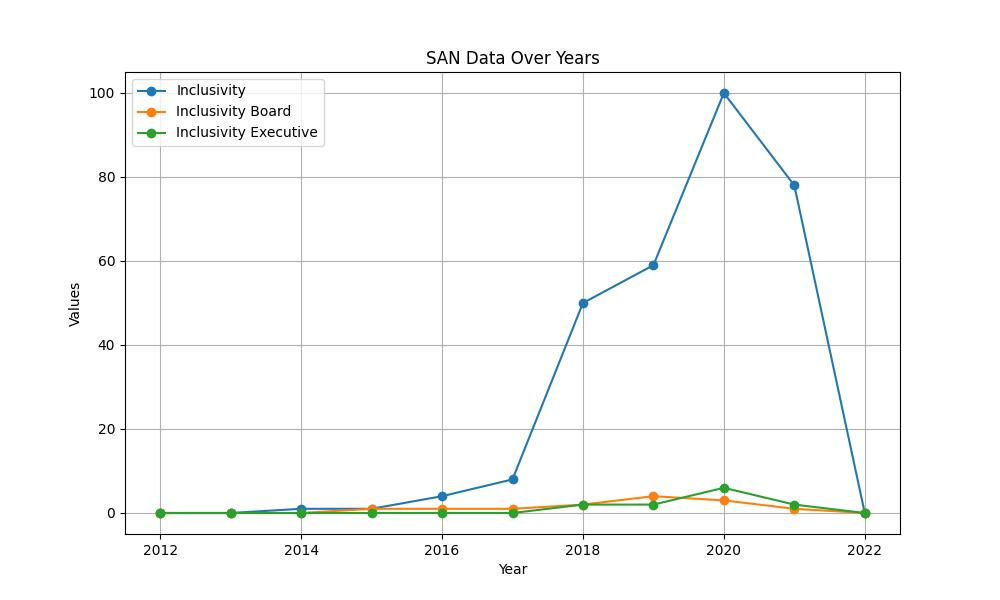 SAN Data Over Years
Inclusivity
Inclusivity Board
Inclusivity Executive
100
80
60
40
20
0
Values
2012 2014 2016 2018 2020 2022
Year